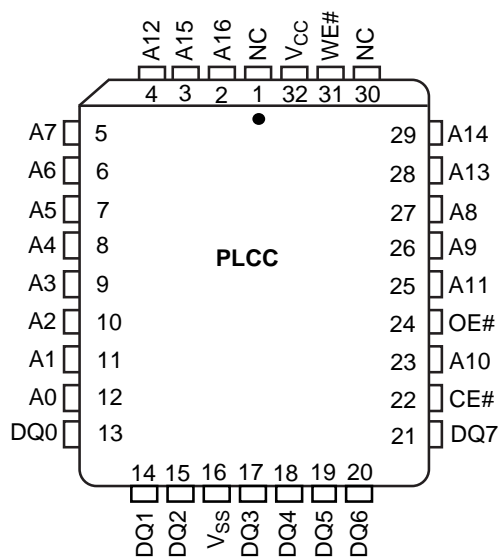 A12 A15 A16 NC VCC WE# NC
4 3 2 1 32 31 30
A7 5 29 A14
A6 6 28 A13
A5 7 27 A8
A4 8 26 A9
PLCC
A3 9 25 A11
A2 10 24 OE#
A1 11 23 A10
A0 12 22 CE#
DQ0 13 21 DQ7
14 15 16 17 18 19 20
DQ1 DQ2 VSS DQ3 DQ4 DQ5 DQ6